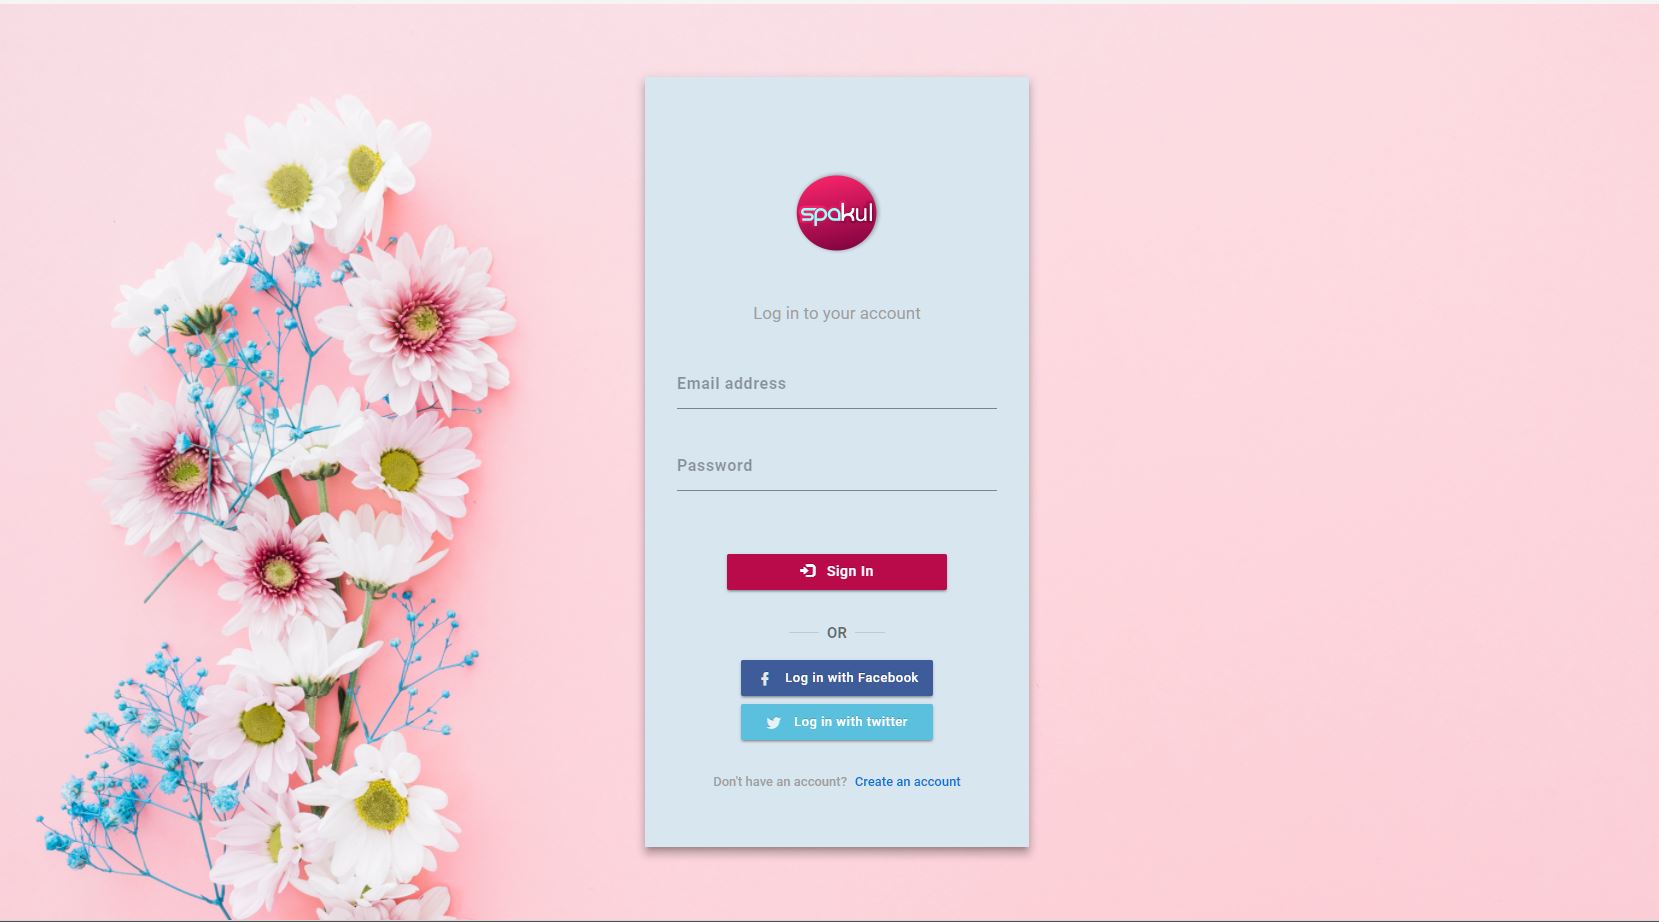 spakul
Log in to your account
Email address
Password
Sign In
OR
Log in with Facebook
Log in with twitter
Don't have an account? Create an account